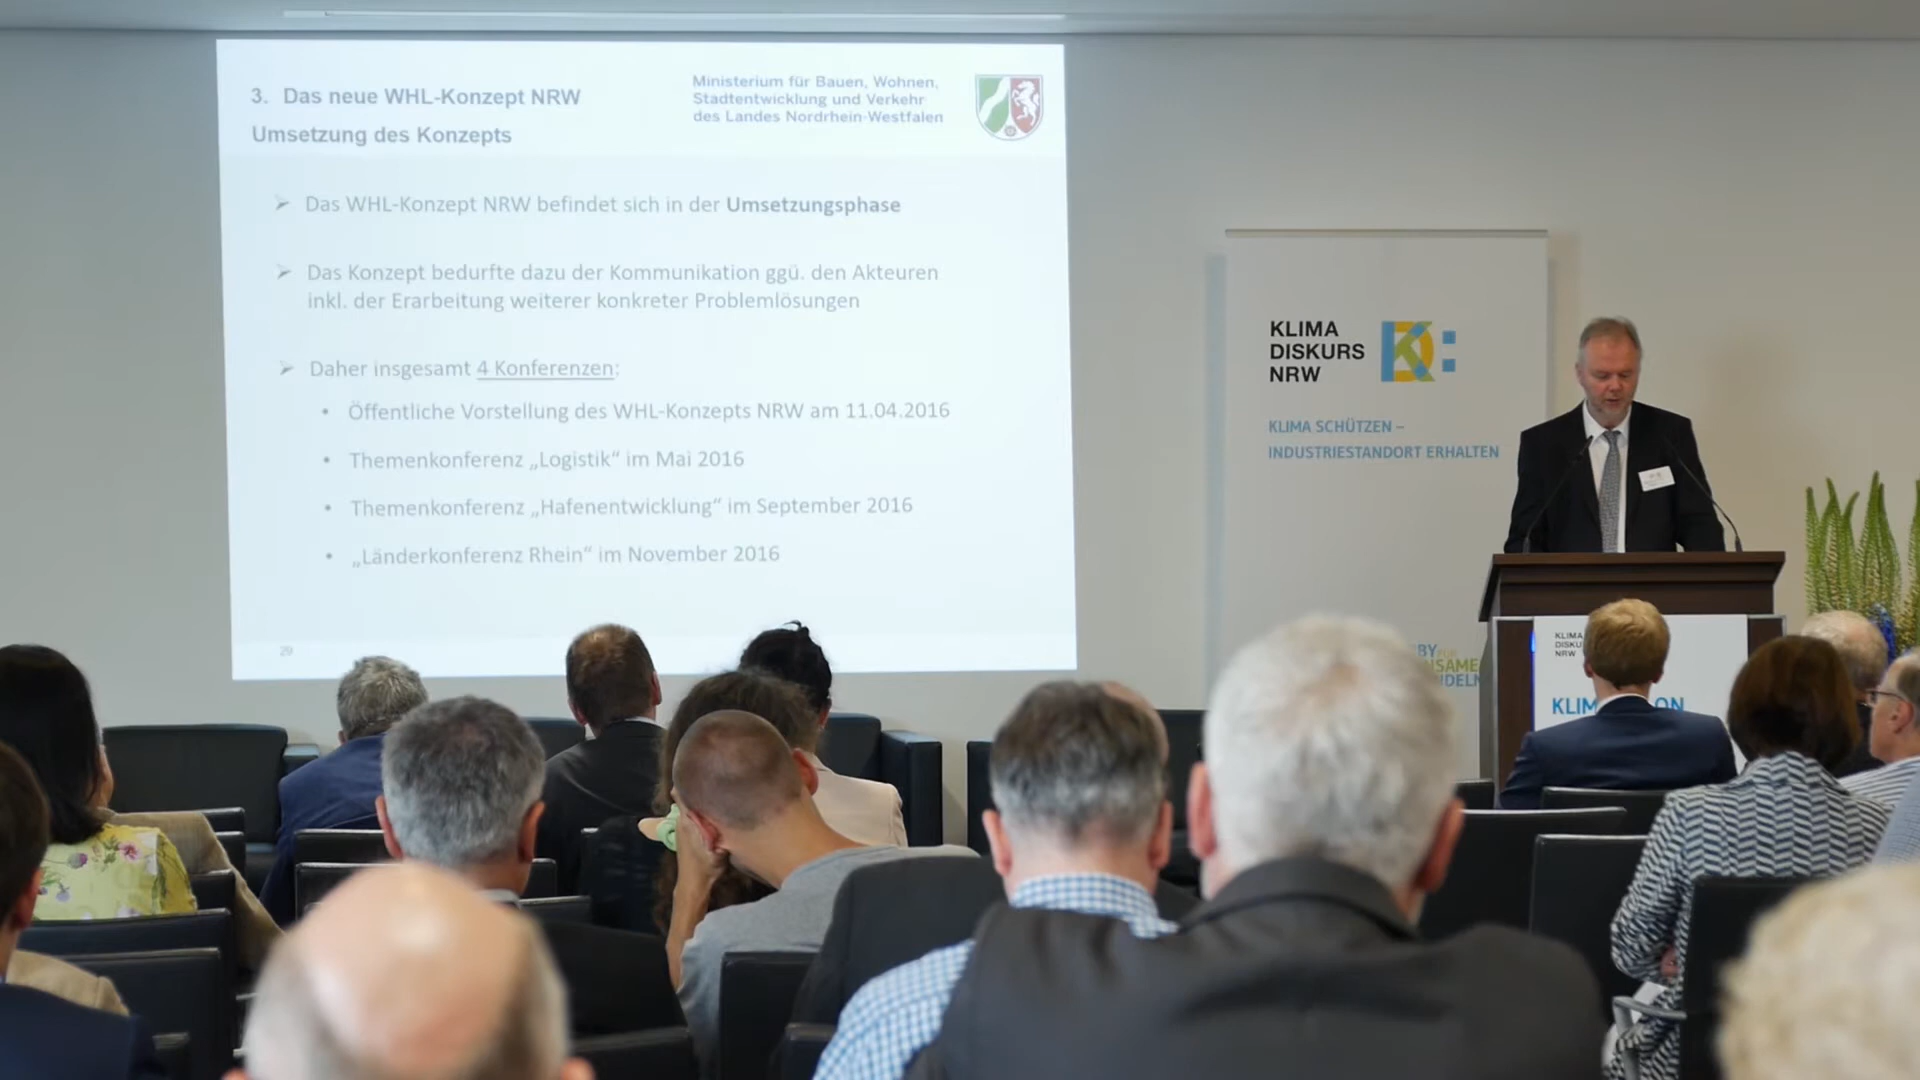 3. Das neue WHL-Konzept NRW
Umsetzung des Konzepts
Ministerium für Bauen, Wohnen,
Stadtentwicklung und Verkehr
des Landes Nordrhein-Westfalen
➢ Das WHL-Konzept NRW befindet sich in der Umsetzungsphase
➢ Das Konzept bedurfte dazu der Kommunikation ggü. den Akteuren
inkl. der Erarbeitung weiterer konkreter Problemlösungen
➢ Daher insgesamt 4 Konferenzen:
• Öffentliche Vorstellung des WHL-Konzepts NRW am 11.04.2016
• Themenkonferenz „Logistik“ im Mai 2016
• Themenkonferenz „Hafenentwicklung“ im September 2016
• „Länderkonferenz Rhein“ im November 2016
29
KLIMA
DISKURS
NRW
KLIMA SCHÜTZEN –
INDUSTRIESTANDORT ERHALTEN
KLIMA
NRW